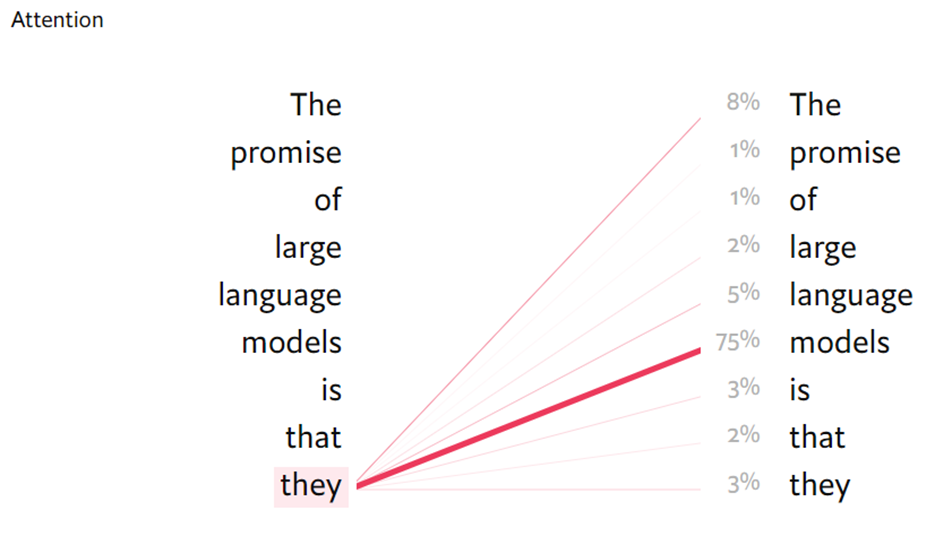 Attention
The 8% The
promise 1% promise
of 1% of
large 2% large
language 5% language
models 75% models
is 3% is
that 2% that
they 3% they